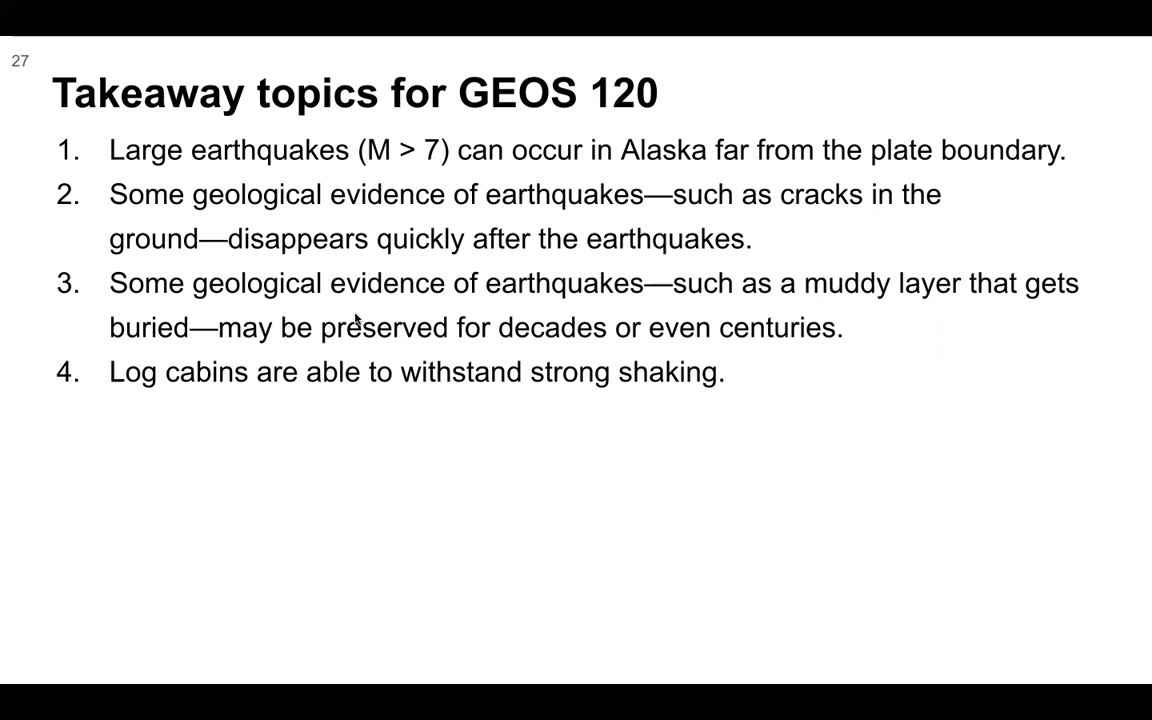 27
Takeaway topics for GEOS 120
1. Large earthquakes (M > 7) can occur in Alaska far from the plate boundary.
2. Some geological evidence of earthquakes—such as cracks in the
ground—disappears quickly after the earthquakes.
3. Some geological evidence of earthquakes—such as a muddy layer that gets
buried—may be preserved for decades or even centuries.
4. Log cabins are able to withstand strong shaking.